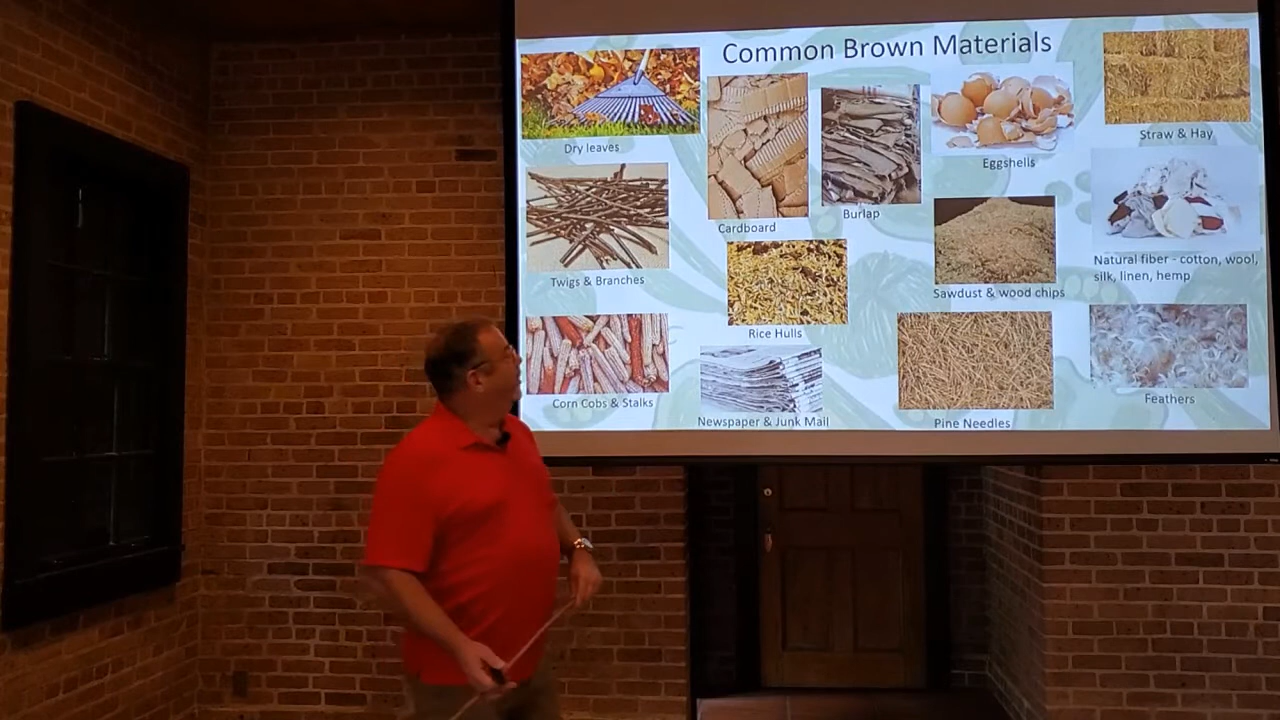 Common Brown Materials
Dry leaves
Cardboard
Burlap
Eggshells
Straw & Hay
Twigs & Branches
Rice Hulls
Sawdust & wood chips
Natural fiber - cotton, wool,
silk, linen, hemp
Corn Cobs & Stalks
Newspaper & Junk Mail
Pine Needles
Feathers